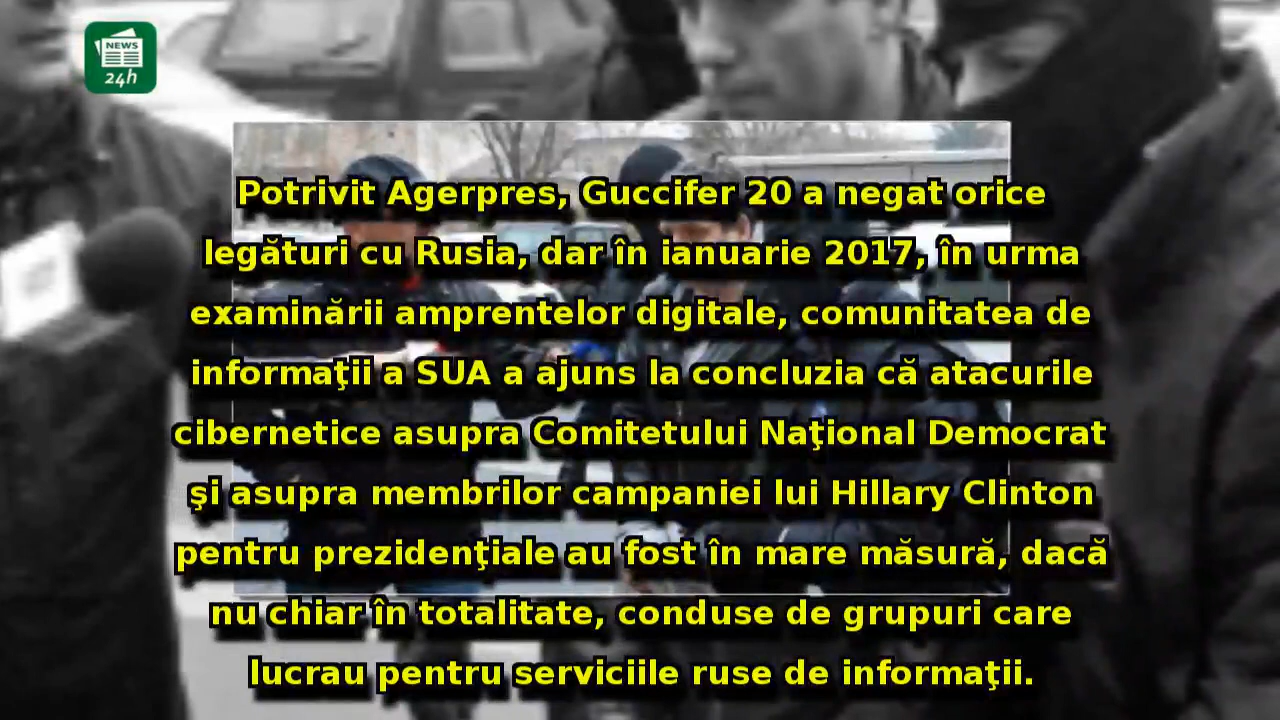 NEWS
24h
Potrivit Agerpres, Guccifer 20 a negat orice
legături cu Rusia, dar în ianuarie 2017, în urma
examinării amprentelor digitale, comunitatea de
informaţii a SUA a ajuns la concluzia că atacurile
cibernetice asupra Comitetului Naţional Democrat
şi asupra membrilor campaniei lui Hillary Clinton
pentru prezidenţiale au fost în mare măsură, dacă
nu chiar în totalitate, conduse de grupuri care
lucrau pentru serviciile ruse de informaţii.